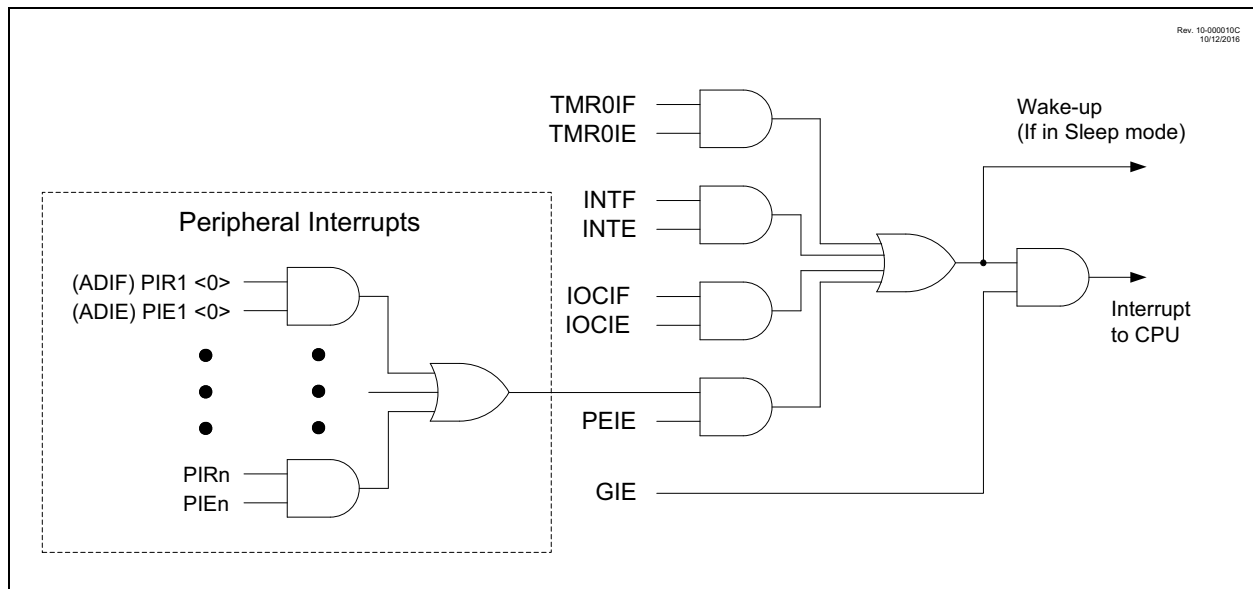 Rev. 10-000010C
10/12/2016
TMR0IF
TMR0IE
Wake-up
(If in Sleep mode)
INTF
INTE
Peripheral Interrupts
(ADIF) PIR1 <0>
(ADIE) PIE1 <0>
IOCIF
IOCIE
Interrupt
to CPU
PEIE
PIRn
PIEn
GIE